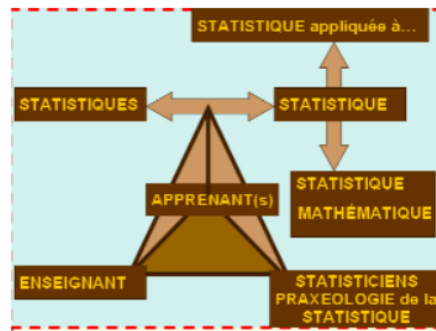 STATISTIQUE appliquée à...
STATISTIQUES
STATISTIQUE
STATISTIQUE
MATHÉMATIQUE
APPRENANT(s)
ENSEIGNANT
STATISTICIENS
PRAXEOLOGIE de la
STATISTIQUE